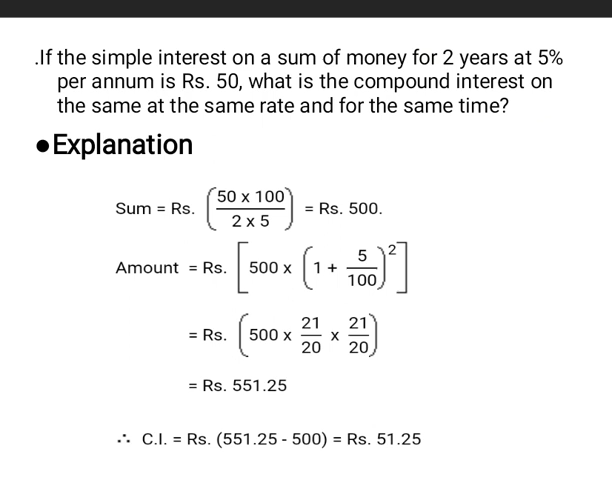 .If the simple interest on a sum of money for 2 years at 5%
per annum is Rs. 50, what is the compound interest on
the same at the same rate and for the same time?
●Explanation
Sum = Rs. (50 x 100 / 2 x 5) = Rs. 500.
Amount = Rs. [500 x (1 + 5/100)²]
= Rs. (500 x 21/20 x 21/20)
= Rs. 551.25
∴ C.I. = Rs. (551.25 - 500) = Rs. 51.25